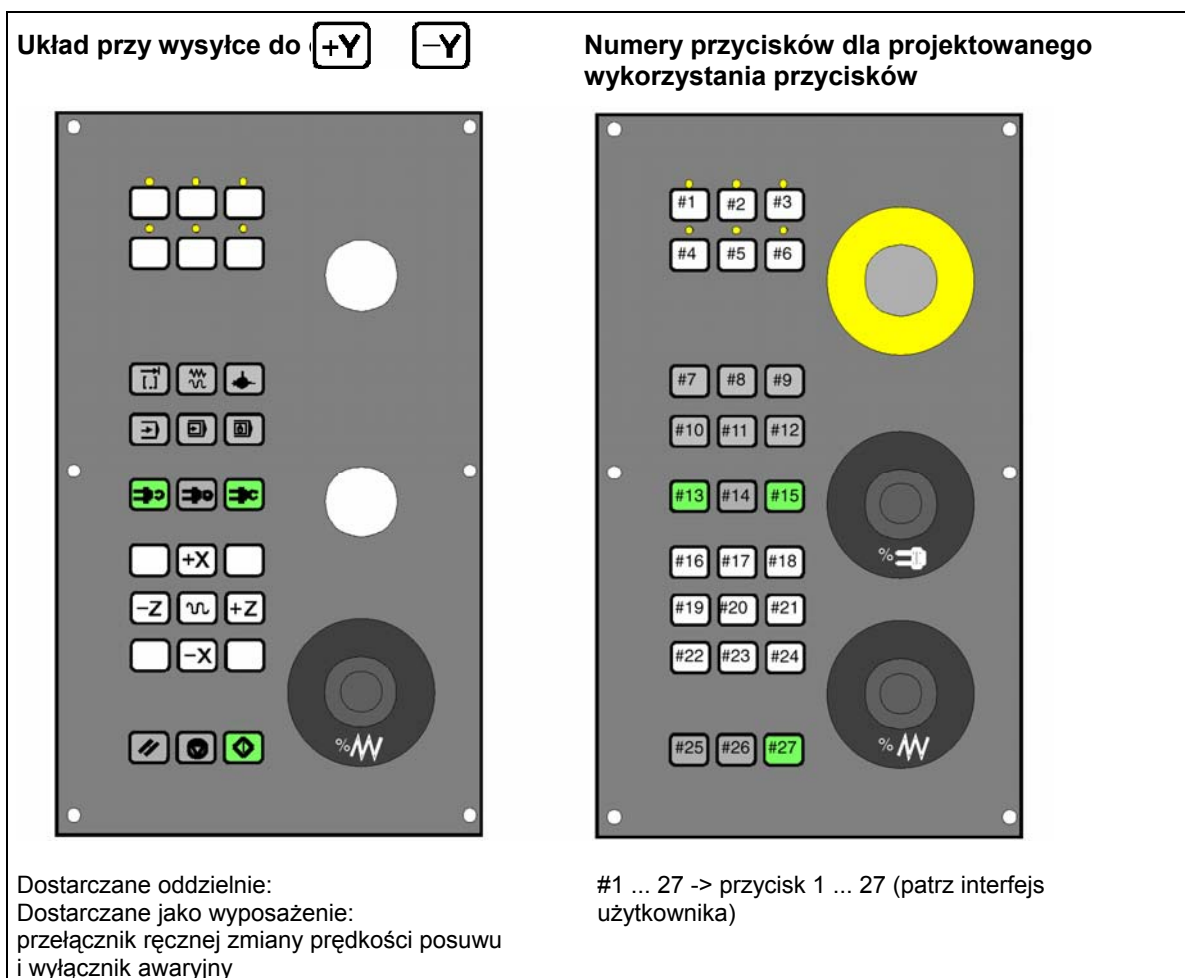 Układ przy wysyłce do
+Y −Y
Numery przycisków dla projektowanego
wykorzystania przycisków
+X
−Z +Z
−X
%
#1 #2 #3
#4 #5 #6
#7 #8 #9
#10 #11 #12
#13 #14 #15
%
#16 #17 #18
#19 #20 #21
#22 #23 #24
#25 #26 #27
%
Dostarczane oddzielnie:
Dostarczane jako wyposażenie:
przełącznik ręcznej zmiany prędkości posuwu
i wyłącznik awaryjny
#1 ... 27 -> przycisk 1 ... 27 (patrz interfejs
użytkownika)